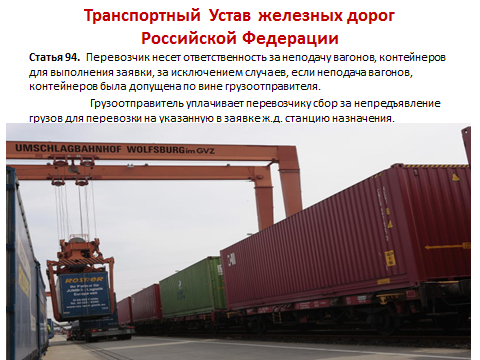 Транспортный Устав железных дорог
Российской Федерации
Статья 94. Перевозчик несет ответственность за неподачу вагонов, контейнеров
для выполнения заявки, за исключением случаев, если неподача вагонов,
контейнеров была допущена по вине грузоотправителя.
Грузоотправитель уплачивает перевозчику сбор за непредъявление
грузов для перевозки на указанную в заявке ж.д. станцию назначения.
UMSCHLAGBAHNHOF WOLFSBURG im GVZ